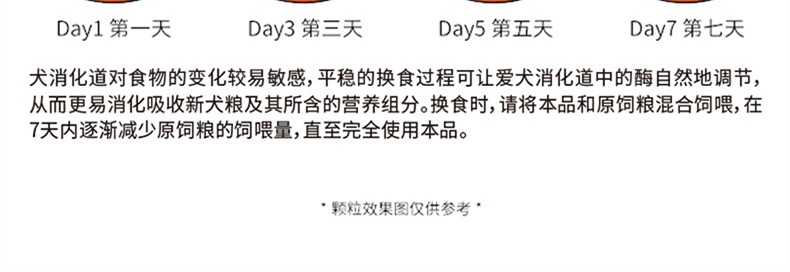 Day1 第一天 Day3 第三天 Day5 第五天 Day7 第七天
犬消化道对食物的变化较易敏感，平稳的换食过程可让爱犬消化道中的酶自然地调节，
从而更易消化吸收新犬粮及其所含的营养组分。换食时，请将本品和原饲粮混合饲喂，在
7天内逐渐减少原饲粮的饲喂量，直至完全使用本品。
* 颗粒效果图仅供参考 *